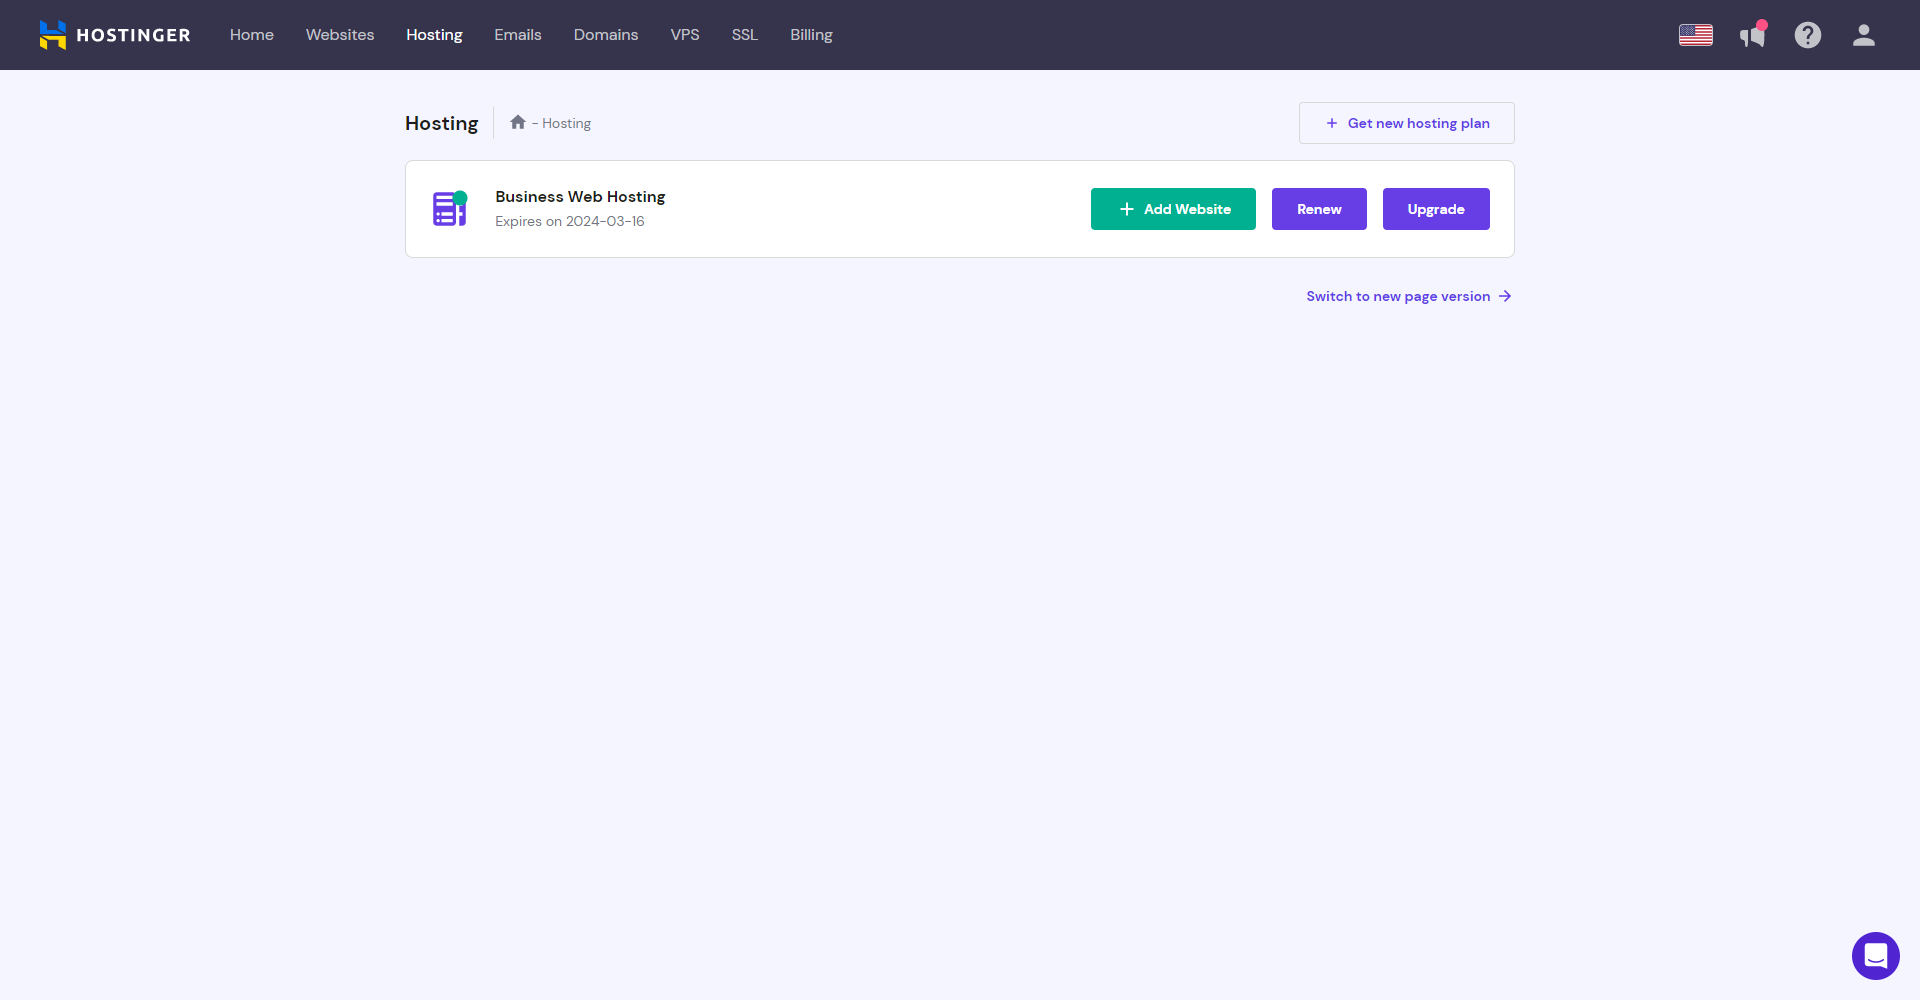 HOSTINGER Home Websites Hosting Emails Domains VPS SSL Billing
Hosting - Hosting + Get new hosting plan
Business Web Hosting
Expires on 2024-03-16
+ Add Website Renew Upgrade
Switch to new page version →